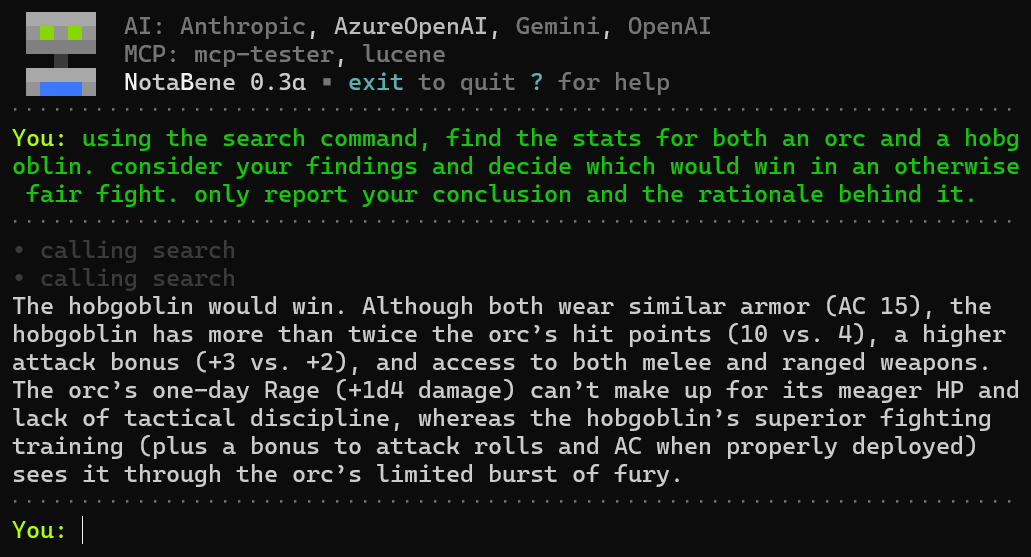 AI: Anthropic, AzureOpenAI, Gemini, OpenAI
MCP: mcp-tester, lucene
NotaBene 0.3α ▪ exit to quit ? for help
You: using the search command, find the stats for both an orc and a hobg
oblin. consider your findings and decide which would win in an otherwise
fair fight. only report your conclusion and the rationale behind it.
• calling search
• calling search
The hobgoblin would win. Although both wear similar armor (AC 15), the
hobgoblin has more than twice the orc’s hit points (10 vs. 4), a higher
attack bonus (+3 vs. +2), and access to both melee and ranged weapons.
The orc’s one-day Rage (+1d4 damage) can’t make up for its meager HP and
lack of tactical discipline, whereas the hobgoblin’s superior fighting
training (plus a bonus to attack rolls and AC when properly deployed)
sees it through the orc’s limited burst of fury.
You: